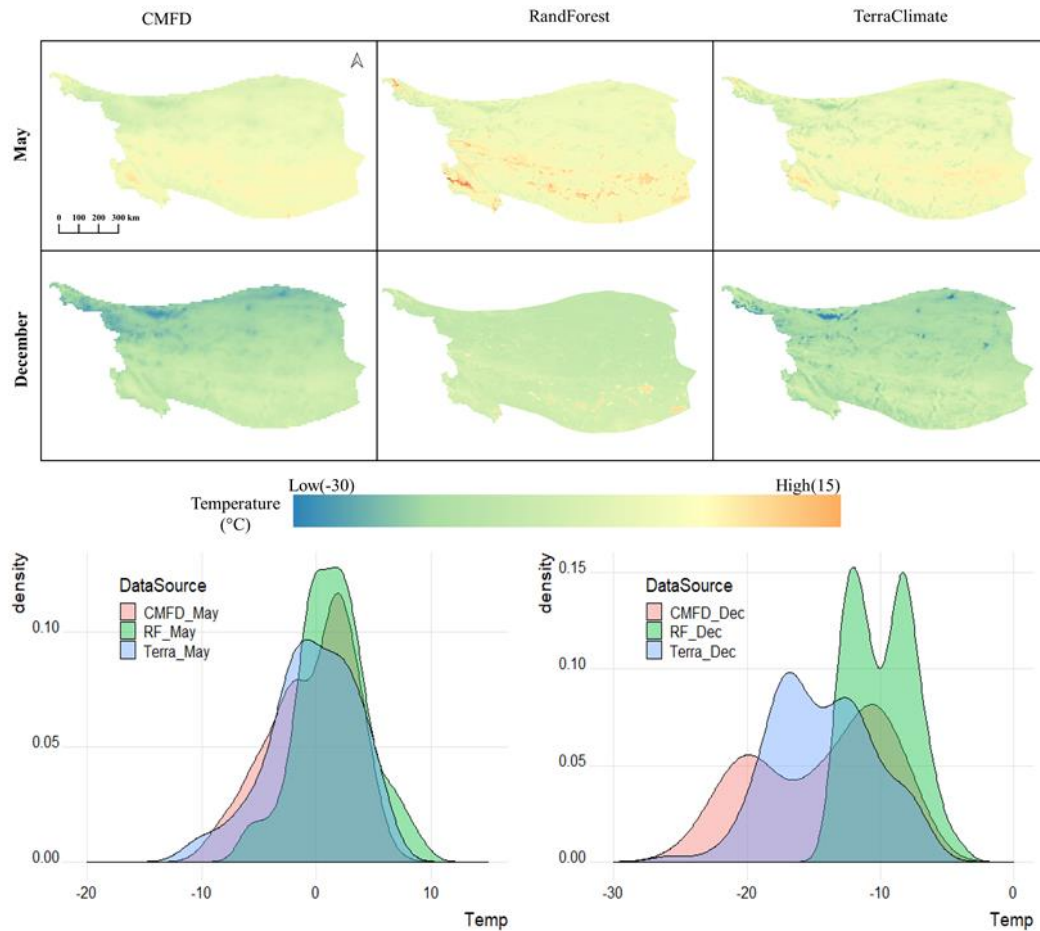 CMFD RandForest TerraClimate
May
0 100 200 300 km
December
Low(-30) High(15)
Temperature
(°C)
density
DataSource
CMFD_May
RF_May
Terra_May
0.10
0.05
0.00
-20 -10 0 10
Temp
density
0.15
DataSource
CMFD_Dec
RF_Dec
Terra_Dec
0.10
0.05
0.00
-30 -20 -10 0
Temp